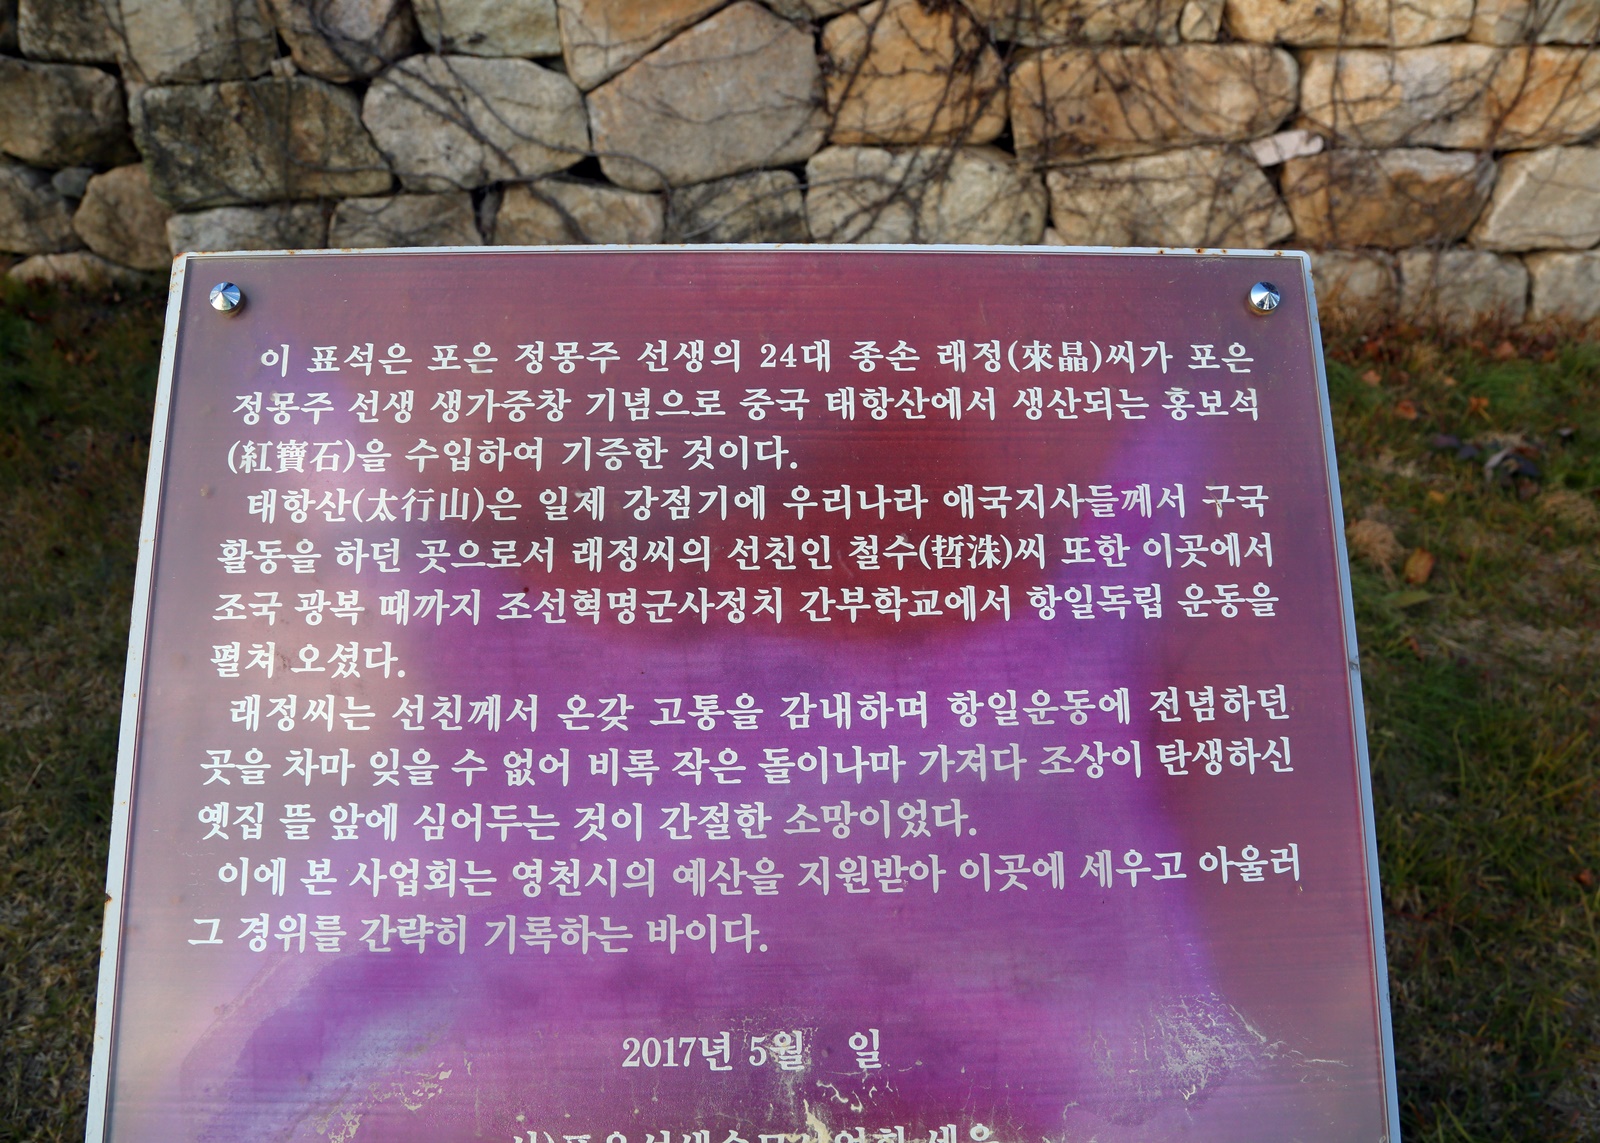 이 표석은 포은 정몽주 선생의 24대 종손 래정(來晶)씨가 포은
정몽주 선생 생가중창 기념으로 중국 태항산에서 생산되는 홍보석
(紅寶石)을 수입하여 기증한 것이다.
태항산(太行山)은 일제 강점기에 우리나라 애국지사들께서 구국
활동을 하던 곳으로서 래정씨의 선친인 철수(哲洙)씨 또한 이곳에서
조국 광복 때까지 조선혁명군사정치 간부학교에서 항일독립 운동을
펼쳐 오셨다.
래정씨는 선친께서 온갖 고통을 감내하며 항일운동에 전념하던
곳을 차마 잊을 수 없어 비록 작은 돌이나마 가져다 조상이 탄생하신
옛집 뜰 앞에 심어두는 것이 간절한 소망이었다.
이에 본 사업회는 영천시의 예산을 지원받아 이곳에 세우고 아울러
그 경위를 간략히 기록하는 바이다.
2017년 5월 일